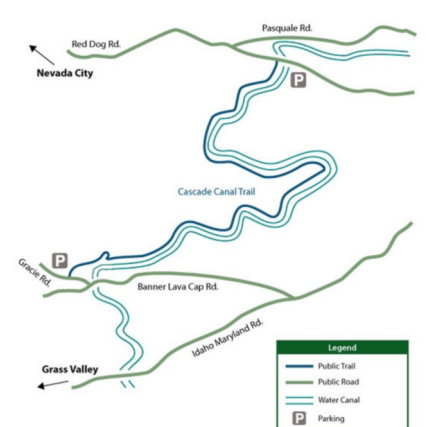 Pasquale Rd.
Red Dog Rd.
Nevada City
P
Cascade Canal Trail
P
Gracie Rd.
Banner Lava Cap Rd.
Idaho Maryland Rd.
Grass Valley
Legend
Public Trail
Public Road
Water Canal
P Parking